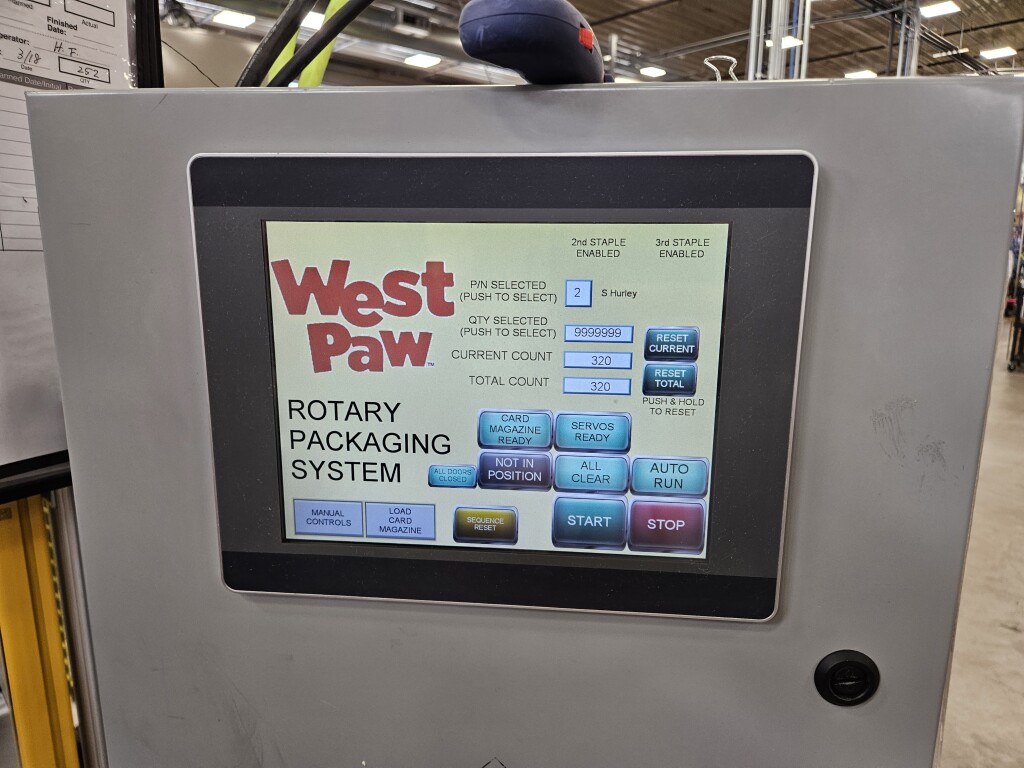 Finished
Date:
Actual
3/18
H.F.
252
Date
West
Paw™
ROTARY
PACKAGING
SYSTEM
2nd STAPLE
ENABLED
3rd STAPLE
ENABLED
P/N SELECTED
(PUSH TO SELECT)
2
S Hurley
QTY SELECTED
(PUSH TO SELECT)
9999999
CURRENT COUNT
320
TOTAL COUNT
320
RESET
CURRENT
RESET
TOTAL
PUSH & HOLD
TO RESET
CARD
MAGAZINE
READY
SERVOS
READY
ALL DOORS
CLOSED
NOT IN
POSITION
ALL
CLEAR
AUTO
RUN
MANUAL
CONTROLS
LOAD
CARD
MAGAZINE
SEQUENCE
RESET
START
STOP